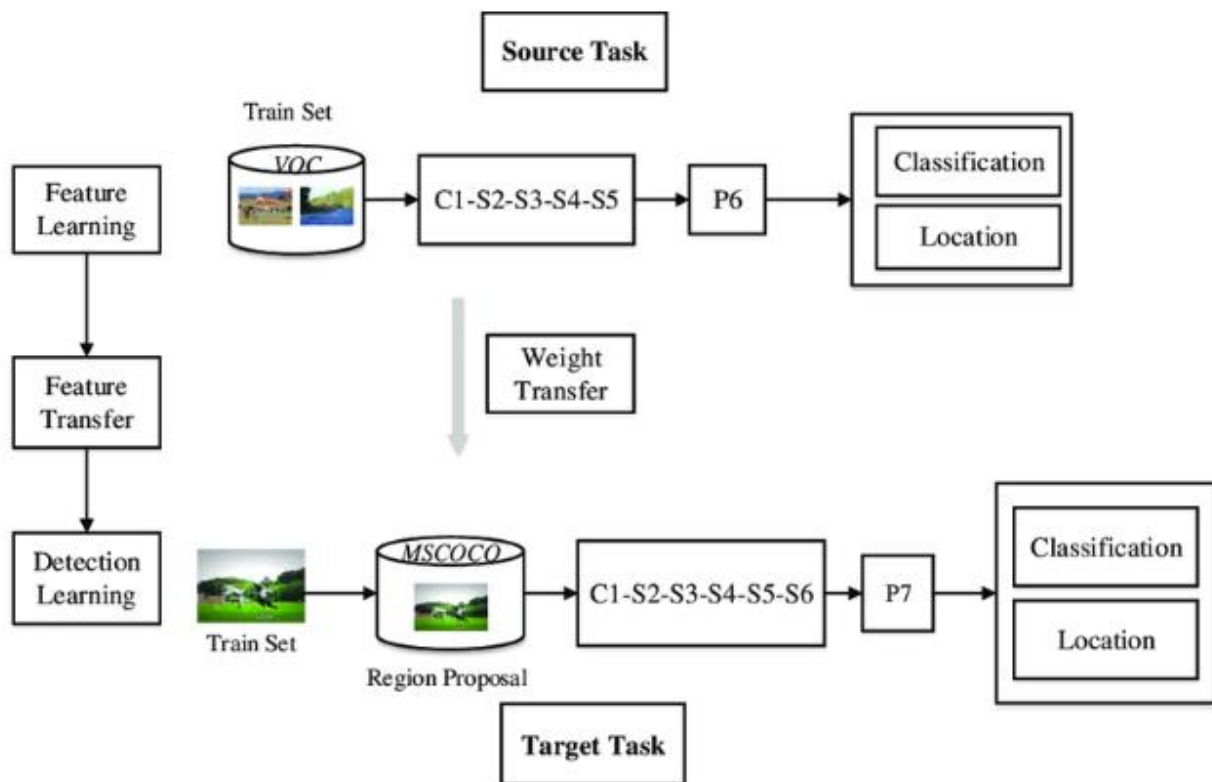 Source Task
Train Set
VOC
Feature
Learning
C1-S2-S3-S4-S5
P6
Classification
Location
Weight
Transfer
Feature
Transfer
Detection
Learning
Train Set
MSCOCO
Region Proposal
C1-S2-S3-S4-S5-S6
P7
Classification
Location
Target Task